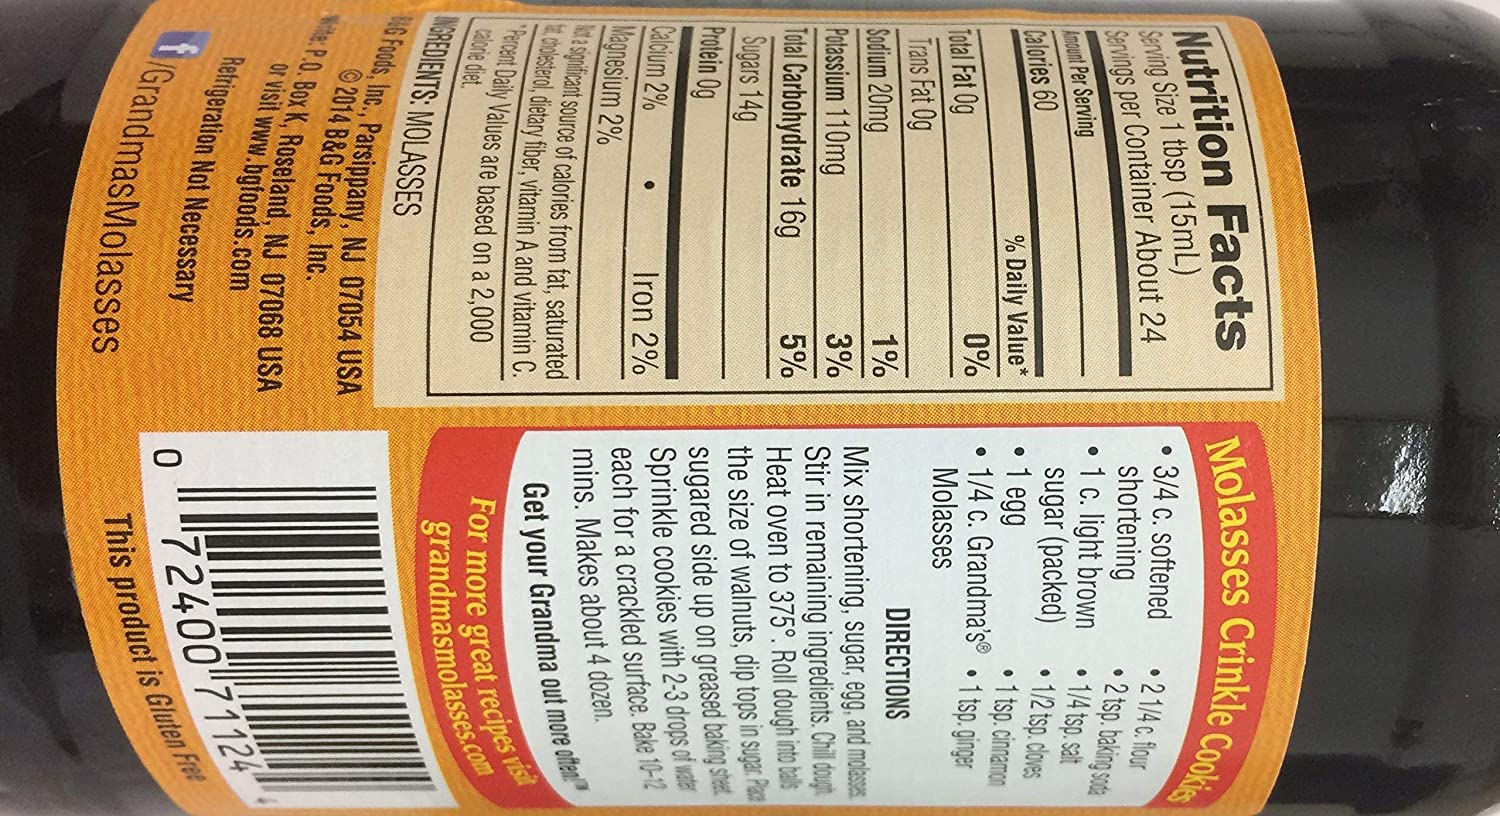 Nutrition Facts
Serving Size 1 tbsp (15mL)
Servings per Container About 24
Amount Per Serving
Calories 60
% Daily Value*
Total Fat 0g 0%
Trans Fat 0g
Sodium 20mg 1%
Potassium 110mg 3%
Total Carbohydrate 16g 5%
Sugars 14g
Protein 0g
Calcium 2% • Iron 2%
Magnesium 2%
Not a significant source of calories from fat, saturated
fat, cholesterol, dietary fiber, vitamin A and vitamin C.
*Percent Daily Values are based on a 2,000
calorie diet.
INGREDIENTS: MOLASSES
B&G Foods, Inc., Parsippany, NJ 07054 USA
© 2014 B&G Foods, Inc.
Write: P.O. Box K, Roseland, NJ 07068 USA
or visit www.bgfoods.com
Refrigeration Not Necessary
f/GrandmasMolasses
Molasses Crinkle Cookies
• 3/4 c. softened
shortening
• 1 c. light brown
sugar (packed)
• 1 egg
• 1/4 c. Grandma's®
Molasses
• 2 1/4 c. flour
• 2 tsp. baking soda
• 1/4 tsp. salt
• 1/2 tsp. cloves
• 1 tsp. cinnamon
• 1 tsp. ginger
DIRECTIONS
Mix shortening, sugar, egg, and molasses.
Stir in remaining ingredients. Chill dough.
Heat oven to 375°. Roll dough into balls
the size of walnuts, dip tops in sugar. Place
sugared side up on greased baking sheet.
Sprinkle cookies with 2-3 drops of water
each for a crackled surface. Bake 10-12
mins. Makes about 4 dozen.
Get your Grandma out more often!™
For more great recipes visit
grandmasmolasses.com
0 72400 71124 4
This product is Gluten Free